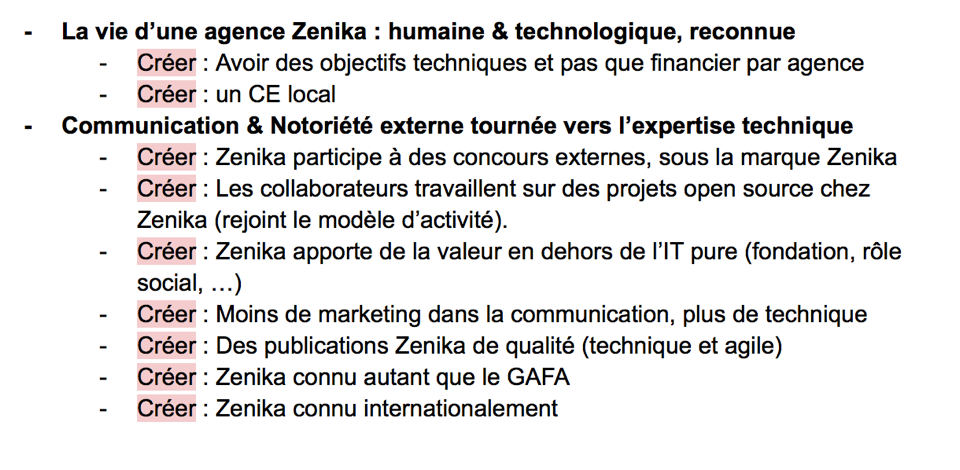 - La vie d’une agence Zenika : humaine & technologique, reconnue
- Créer : Avoir des objectifs techniques et pas que financier par agence
- Créer : un CE local
- Communication & Notoriété externe tournée vers l’expertise technique
- Créer : Zenika participe à des concours externes, sous la marque Zenika
- Créer : Les collaborateurs travaillent sur des projets open source chez
Zenika (rejoint le modèle d’activité).
- Créer : Zenika apporte de la valeur en dehors de l’IT pure (fondation, rôle
social, …)
- Créer : Moins de marketing dans la communication, plus de technique
- Créer : Des publications Zenika de qualité (technique et agile)
- Créer : Zenika connu autant que le GAFA
- Créer : Zenika connu internationalement